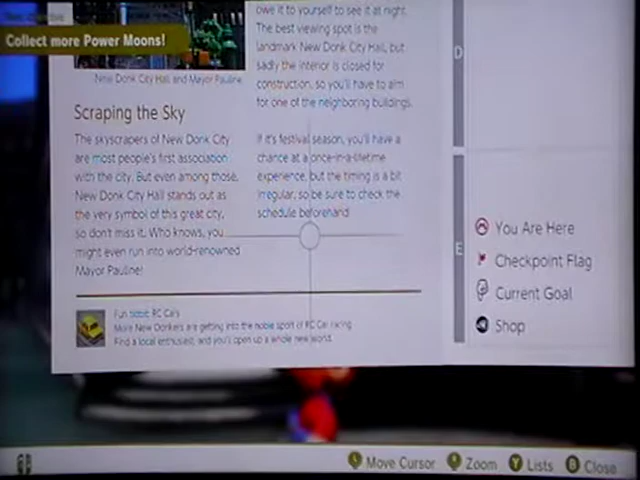 Collect more Power Moons!
New Donk City Hall and Mayor Pauline
Scraping the Sky
The skyscrapers of New Donk City
are most people's first association
with the city. But even among those,
New Donk City Hall stands out as
the very symbol of this great city,
so don't miss it. Who knows, you
might even run into world-renowned
Mayor Pauline!
owe it to yourself to see it at night.
The best viewing spot is the
landmark New Donk City Hall, but
sadly the interior is closed for
construction, so you'll have to aim
for one of the neighboring buildings.
If it's festival season, you'll have a
chance at a once-in-a-lifetime
experience, but the timing is a bit
irregular, so be sure to check the
schedule beforehand.
Fun Topic: RC Cars
More New Donkers are getting into the noble sport of RC Car racing.
Find a local enthusiast, and you'll open up a whole new world.
D
E
You Are Here
Checkpoint Flag
Current Goal
Shop
L Move Cursor R Zoom Y Lists B Close